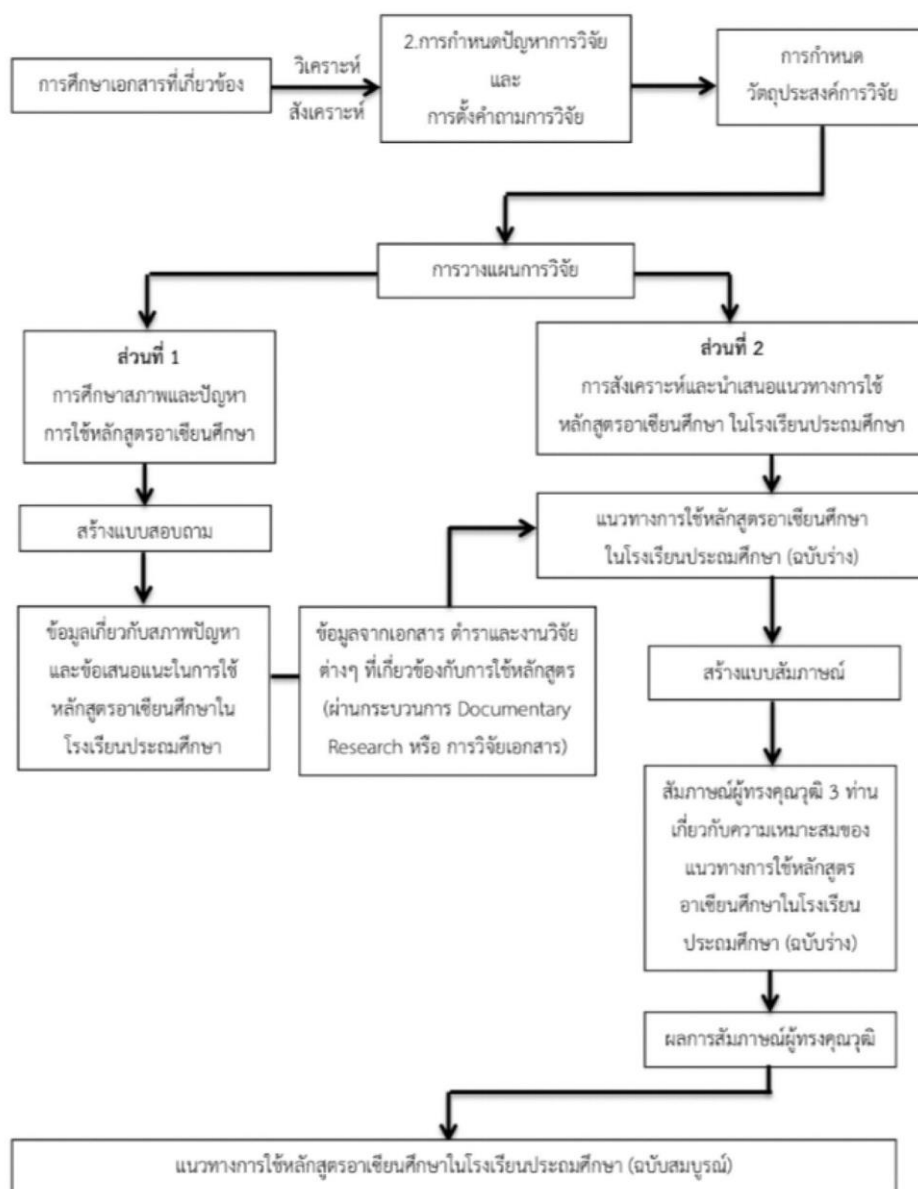 การศึกษาเอกสารที่เกี่ยวข้อง
วิเคราะห์
สังเคราะห์
2.การกำหนดปัญหาการวิจัย
และ
การตั้งคำถามการวิจัย
การกำหนด
วัตถุประสงค์การวิจัย
การวางแผนการวิจัย
ส่วนที่ 1
การศึกษาสภาพและปัญหา
การใช้หลักสูตรอาเซียนศึกษา
สร้างแบบสอบถาม
ข้อมูลเกี่ยวกับสภาพปัญหา
และข้อเสนอแนะในการใช้
หลักสูตรอาเซียนศึกษาใน
โรงเรียนประถมศึกษา
ข้อมูลจากเอกสาร ตำราและงานวิจัย
ต่างๆ ที่เกี่ยวข้องกับการใช้หลักสูตร
(ผ่านกระบวนการ Documentary
Research หรือ การวิจัยเอกสาร)
ส่วนที่ 2
การสังเคราะห์และนำเสนอแนวทางการใช้
หลักสูตรอาเซียนศึกษา ในโรงเรียนประถมศึกษา
แนวทางการใช้หลักสูตรอาเซียนศึกษา
ในโรงเรียนประถมศึกษา (ฉบับร่าง)
สร้างแบบสัมภาษณ์
สัมภาษณ์ผู้ทรงคุณวุฒิ 3 ท่าน
เกี่ยวกับความเหมาะสมของ
แนวทางการใช้หลักสูตร
อาเซียนศึกษาในโรงเรียน
ประถมศึกษา (ฉบับร่าง)
ผลการสัมภาษณ์ผู้ทรงคุณวุฒิ
แนวทางการใช้หลักสูตรอาเซียนศึกษาในโรงเรียนประถมศึกษา (ฉบับสมบูรณ์)